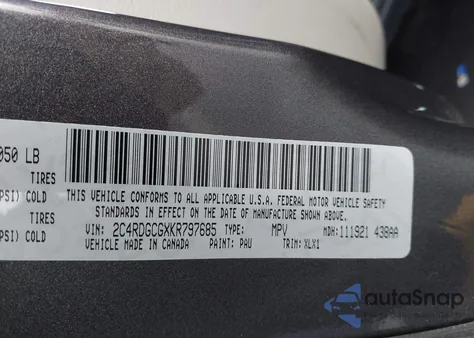 050 LB
TIRES
PSI) COLD
TIRES
PSI) COLD
THIS VEHICLE CONFORMS TO ALL APPLICABLE U.S.A. FEDERAL MOTOR VEHICLE SAFETY
STANDARDS IN EFFECT ON THE DATE OF MANUFACTURE SHOWN ABOVE.
VIN: 2C4RDGCGXKR797685 TYPE: MPV MDH: 111921 438AA
VEHICLE MADE IN CANADA PAINT: PAU TRIM: XLX1
autoSnap